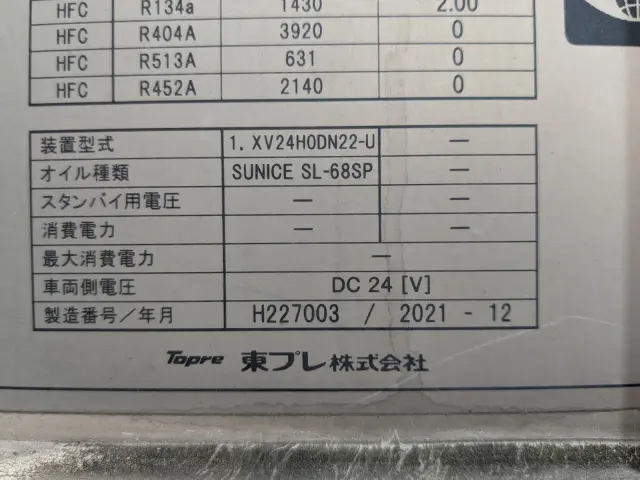 HFC R134a 1430 2.00
HFC R404A 3920 0
HFC R513A 631 0
HFC R452A 2140 0
装置型式 1. XV24HODN22-U —
オイル種類 SUNICE SL-68SP —
スタンバイ用電圧 — —
消費電力 — —
最大消費電力 —
車両側電圧 DC 24 [V]
製造番号/年月 H227003 / 2021 - 12
Topre 東プレ株式会社